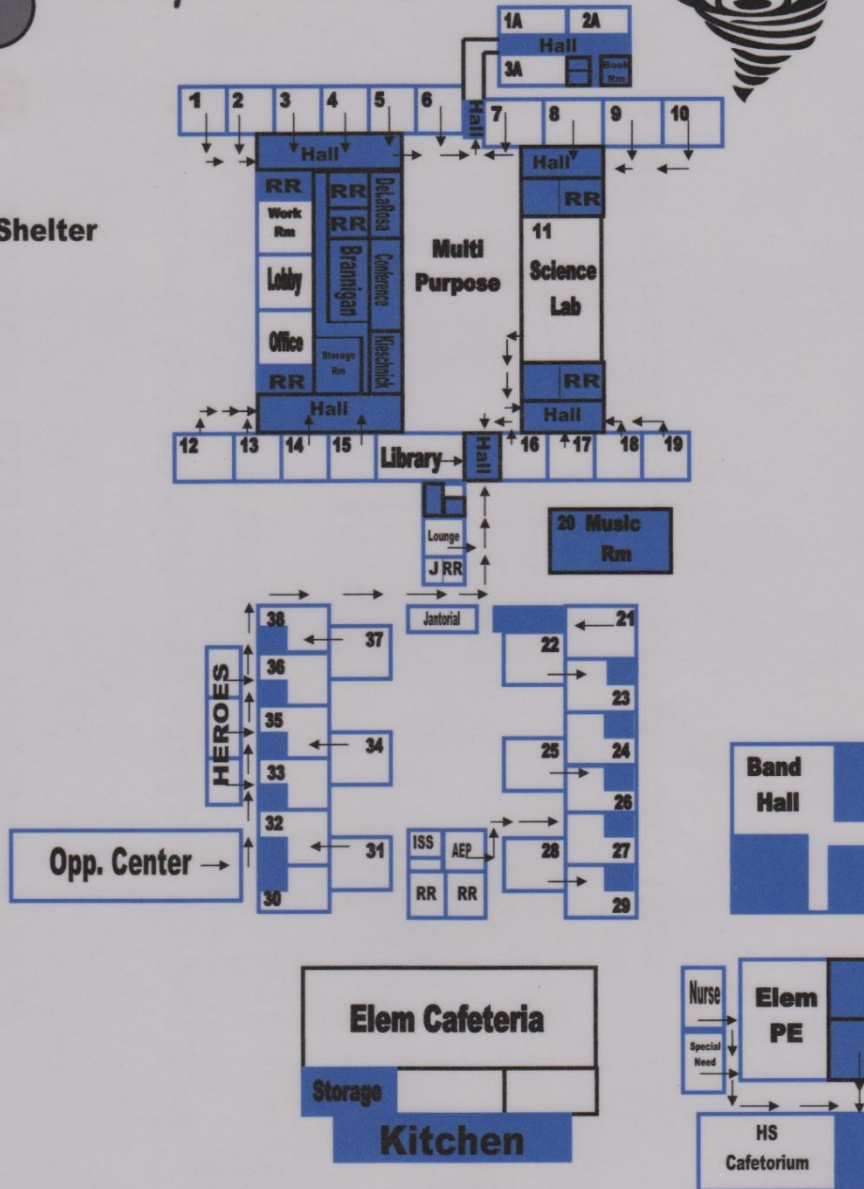 1A 2A
Hall
3A
Book
Rm
1 2 3 4 5 6
Hall
7 8 9 10
Hall
Hall
RR
RR
RR
DeLaRosa
Work
Rm
RR
Shelter
11
Multi
Purpose
Science
Lab
Brannigan
Conference
Lobby
Office
Storage
Rm
Kieschnick
RR
RR
Hall
Hall
12 13 14 15
Library
Hall
16 17 18 19
Lounge
J RR
20 Music
Rm
Jantorial
38
37
36
35
34
33
32
31
30
HEROES
21
22
23
24
25
26
27
28
29
Opp. Center
ISS
AEP
RR RR
Band
Hall
Elem Cafeteria
Storage
Kitchen
Nurse
Special
Need
Elem
PE
HS
Cafetorium